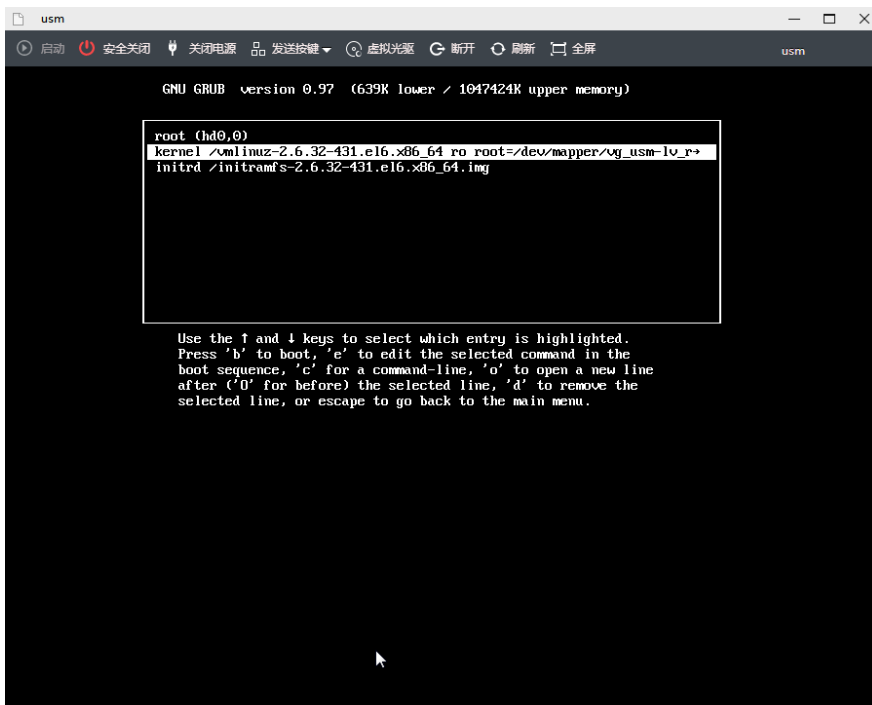 usm
启动 安全关闭 关闭电源 发送按键 虚拟光驱 断开 刷新 全屏 usm
GNU GRUB version 0.97 (639K lower / 1047424K upper memory)
root (hd0,0)
kernel /vmlinuz-2.6.32-431.el6.x86_64 ro root=/dev/mapper/vg_usm-lv_r→
initrd /initramfs-2.6.32-431.el6.x86_64.img
Use the ↑ and ↓ keys to select which entry is highlighted.
Press 'b' to boot, 'e' to edit the selected command in the
boot sequence, 'c' for a command-line, 'o' to open a new line
after ('O' for before) the selected line, 'd' to remove the
selected line, or escape to go back to the main menu.